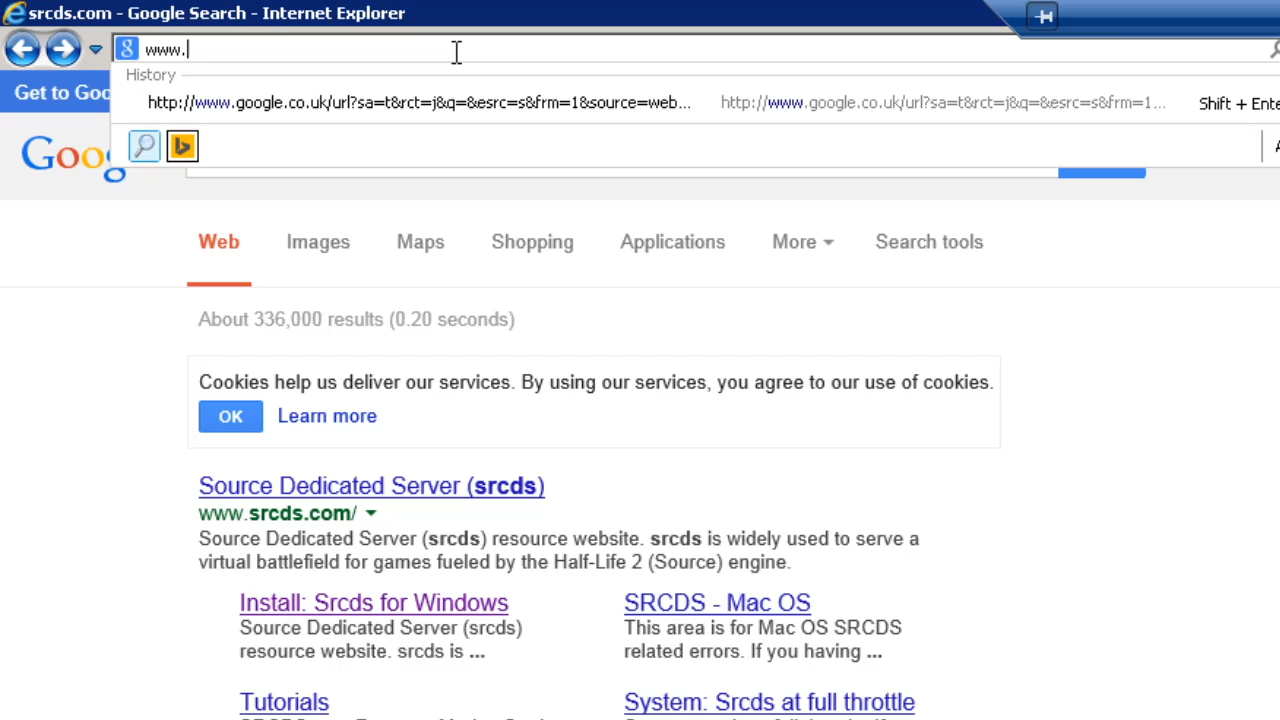 srcds.com - Google Search - Internet Explorer
www.
History
http://www.google.co.uk/url?sa=t&rct=j&q=&esrc=s&frm=1&source=web... http://www.google.co.uk/url?sa=t&rct=j&q=&esrc=s&frm=1... Shift + Ente
Get to Goo
Goog
Web Images Maps Shopping Applications More Search tools
About 336,000 results (0.20 seconds)
Cookies help us deliver our services. By using our services, you agree to our use of cookies.
OK Learn more
Source Dedicated Server (srcds)
www.srcds.com/
Source Dedicated Server (srcds) resource website. srcds is widely used to serve a
virtual battlefield for games fueled by the Half-Life 2 (Source) engine.
Install: Srcds for Windows
Source Dedicated Server (srcds)
resource website. srcds is ...
SRCDS - Mac OS
This area is for Mac OS SRCDS
related errors. If you having ...
Tutorials
System: Srcds at full throttle